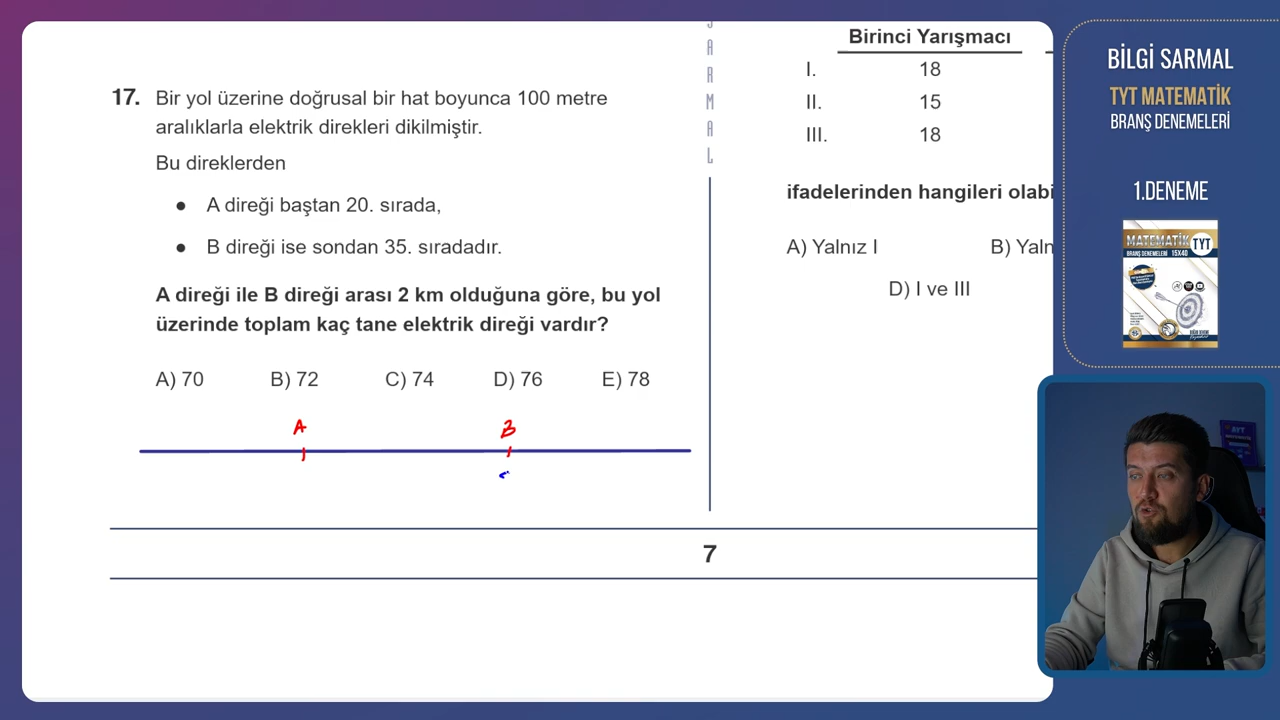 17. Bir yol üzerine doğrusal bir hat boyunca 100 metre
aralıklarla elektrik direkleri dikilmiştir.
Bu direklerden
• A direği baştan 20. sırada,
• B direği ise sondan 35. sıradadır.
A direği ile B direği arası 2 km olduğuna göre, bu yol
üzerinde toplam kaç tane elektrik direği vardır?
A) 70 B) 72 C) 74 D) 76 E) 78
A B
7
A
R
M
A
L
Birinci Yarışmacı
I. 18
II. 15
III. 18
ifadelerinden hangileri olabi
A) Yalnız I B) Yaln
D) I ve III
BİLGİ SARMAL
TYT MATEMATİK
BRANŞ DENEMELERİ
1.DENEME
MATEMATİK TYT
BRANŞ DENEMELERİ 15X40